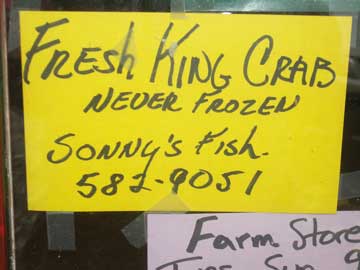 Fresh King Crab
Never Frozen
Sonny's Fish.
582-9051
Farm Store